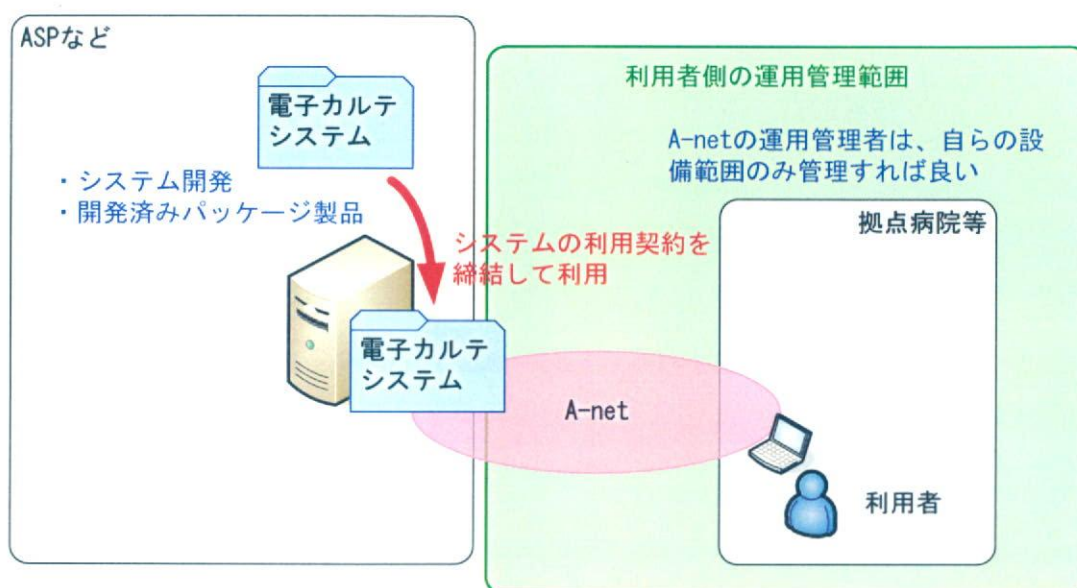 ASPなど
電子カルテ
システム
・システム開発
・開発済みパッケージ製品
システムの利用契約を
締結して利用
電子カルテ
システム
A-net
利用者側の運用管理範囲
A-netの運用管理者は、自らの設
備範囲のみ管理すれば良い
拠点病院等
利用者